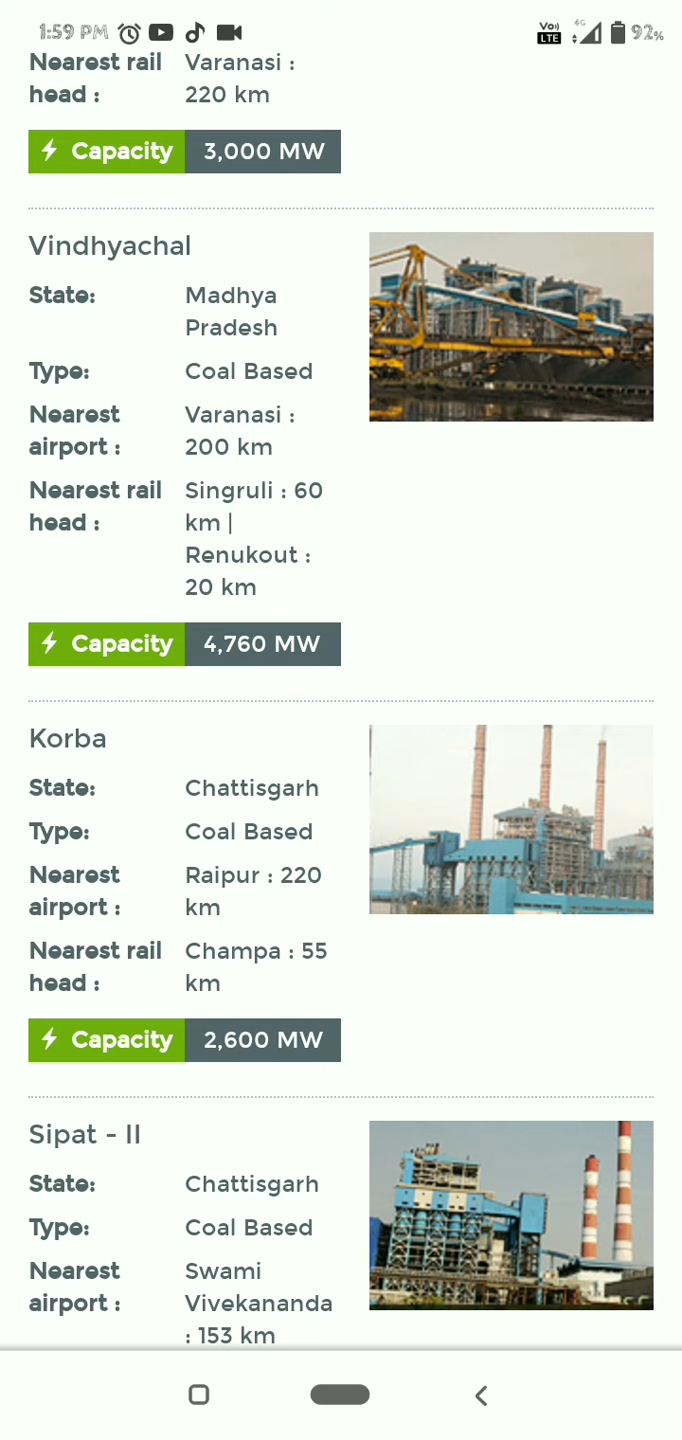 1:59 PM
Vo)) LTE 4G 92%
Nearest rail head : Varanasi : 220 km
Capacity 3,000 MW
Vindhyachal
State: Madhya Pradesh
Type: Coal Based
Nearest airport : Varanasi : 200 km
Nearest rail head : Singruli : 60 km | Renukout : 20 km
Capacity 4,760 MW
Korba
State: Chattisgarh
Type: Coal Based
Nearest airport : Raipur : 220 km
Nearest rail head : Champa : 55 km
Capacity 2,600 MW
Sipat - II
State: Chattisgarh
Type: Coal Based
Nearest airport : Swami Vivekananda : 153 km